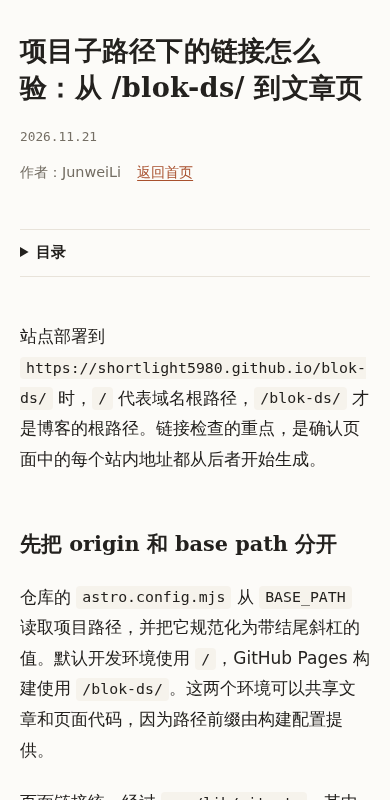 项目子路径下的链接怎么
验：从 /blok-ds/ 到文章页
2026.11.21
作者：JunweiLi 返回首页
目录
站点部署到
https://shortlight5980.github.io/blok-
ds/ 时，/ 代表域名根路径，/blok-ds/ 才
是博客的根路径。链接检查的重点，是确认页
面中的每个站内地址都从后者开始生成。
先把 origin 和 base path 分开
仓库的 astro.config.mjs 从 BASE_PATH
读取项目路径，并把它规范化为带结尾斜杠的
值。默认开发环境使用 /，GitHub Pages 构
建使用 /blok-ds/。这两个环境可以共享文
章和页面代码，因为路径前缀由构建配置提
供。